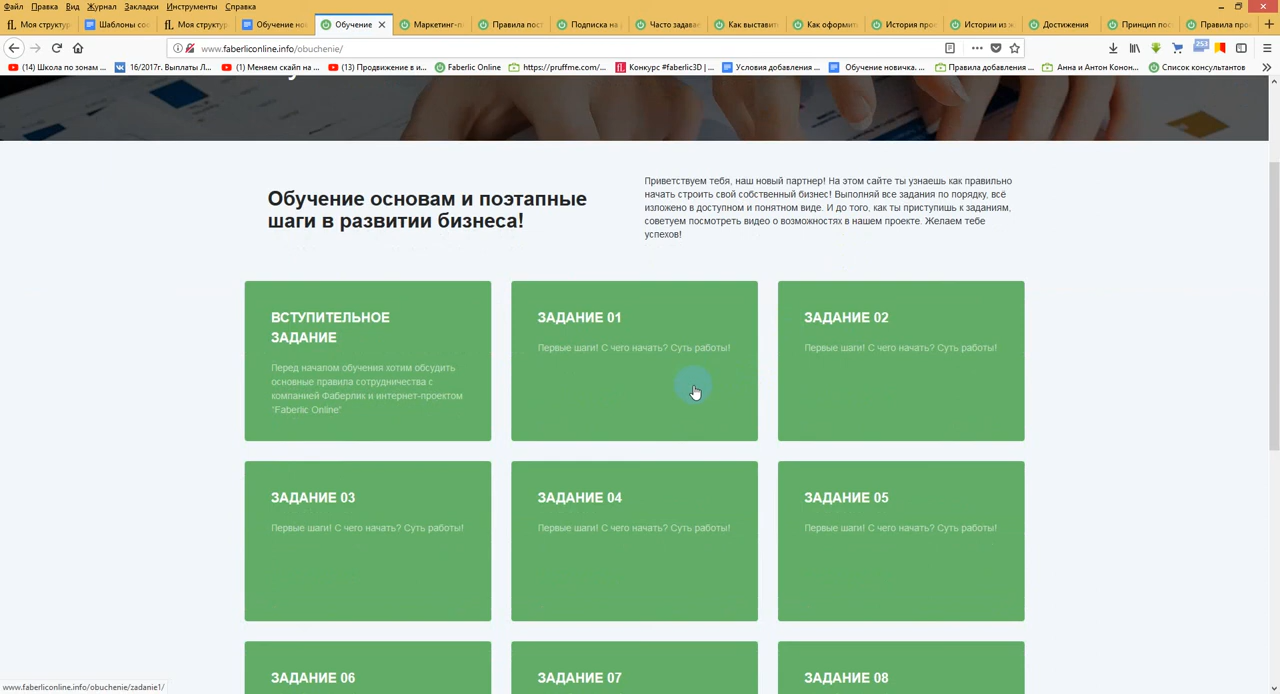 Файл Правка Вид Журнал Закладки Инструменты Справка
Моя структур Шаблоны соо Моя структур Обучение нов Обучение Маркетинг-п Правила пост Подписка на Часто задава Как выставит Как оформит История прое Истории из Достижения Принцип пос Правила про
www.faberliconline.info/obuchenie/
253
(14) Школа по зонам ... 16/2017г. Выплаты Л... (1) Меняем скайп на ... (13) Продвижение в и... Faberlic Online https://pruffme.com/... Конкурс #faberlic3D | ... Условия добавления ... Обучение новичка. ... Правила добавления ... Анна и Антон Конон... Список консультантов
Обучение основам и поэтапные
шаги в развитии бизнеса!
Приветствуем тебя, наш новый партнер! На этом сайте ты узнаешь как правильно
начать строить свой собственный бизнес! Выполняй все задания по порядку, всё
изложено в доступном и понятном виде. И до того, как ты приступишь к заданиям,
советуем посмотреть видео о возможностях в нашем проекте. Желаем тебе
успехов!
ВСТУПИТЕЛЬНОЕ
ЗАДАНИЕ
Перед началом обучения хотим обсудить
основные правила сотрудничества с
компанией Фаберлик и интернет-проектом
"Faberlic Online"
ЗАДАНИЕ 01
Первые шаги! С чего начать? Суть работы!
ЗАДАНИЕ 02
Первые шаги! С чего начать? Суть работы!
ЗАДАНИЕ 03
Первые шаги! С чего начать? Суть работы!
ЗАДАНИЕ 04
Первые шаги! С чего начать? Суть работы!
ЗАДАНИЕ 05
Первые шаги! С чего начать? Суть работы!
ЗАДАНИЕ 06
ЗАДАНИЕ 07
ЗАДАНИЕ 08
www.faberliconline.info/obuchenie/zadanie1/